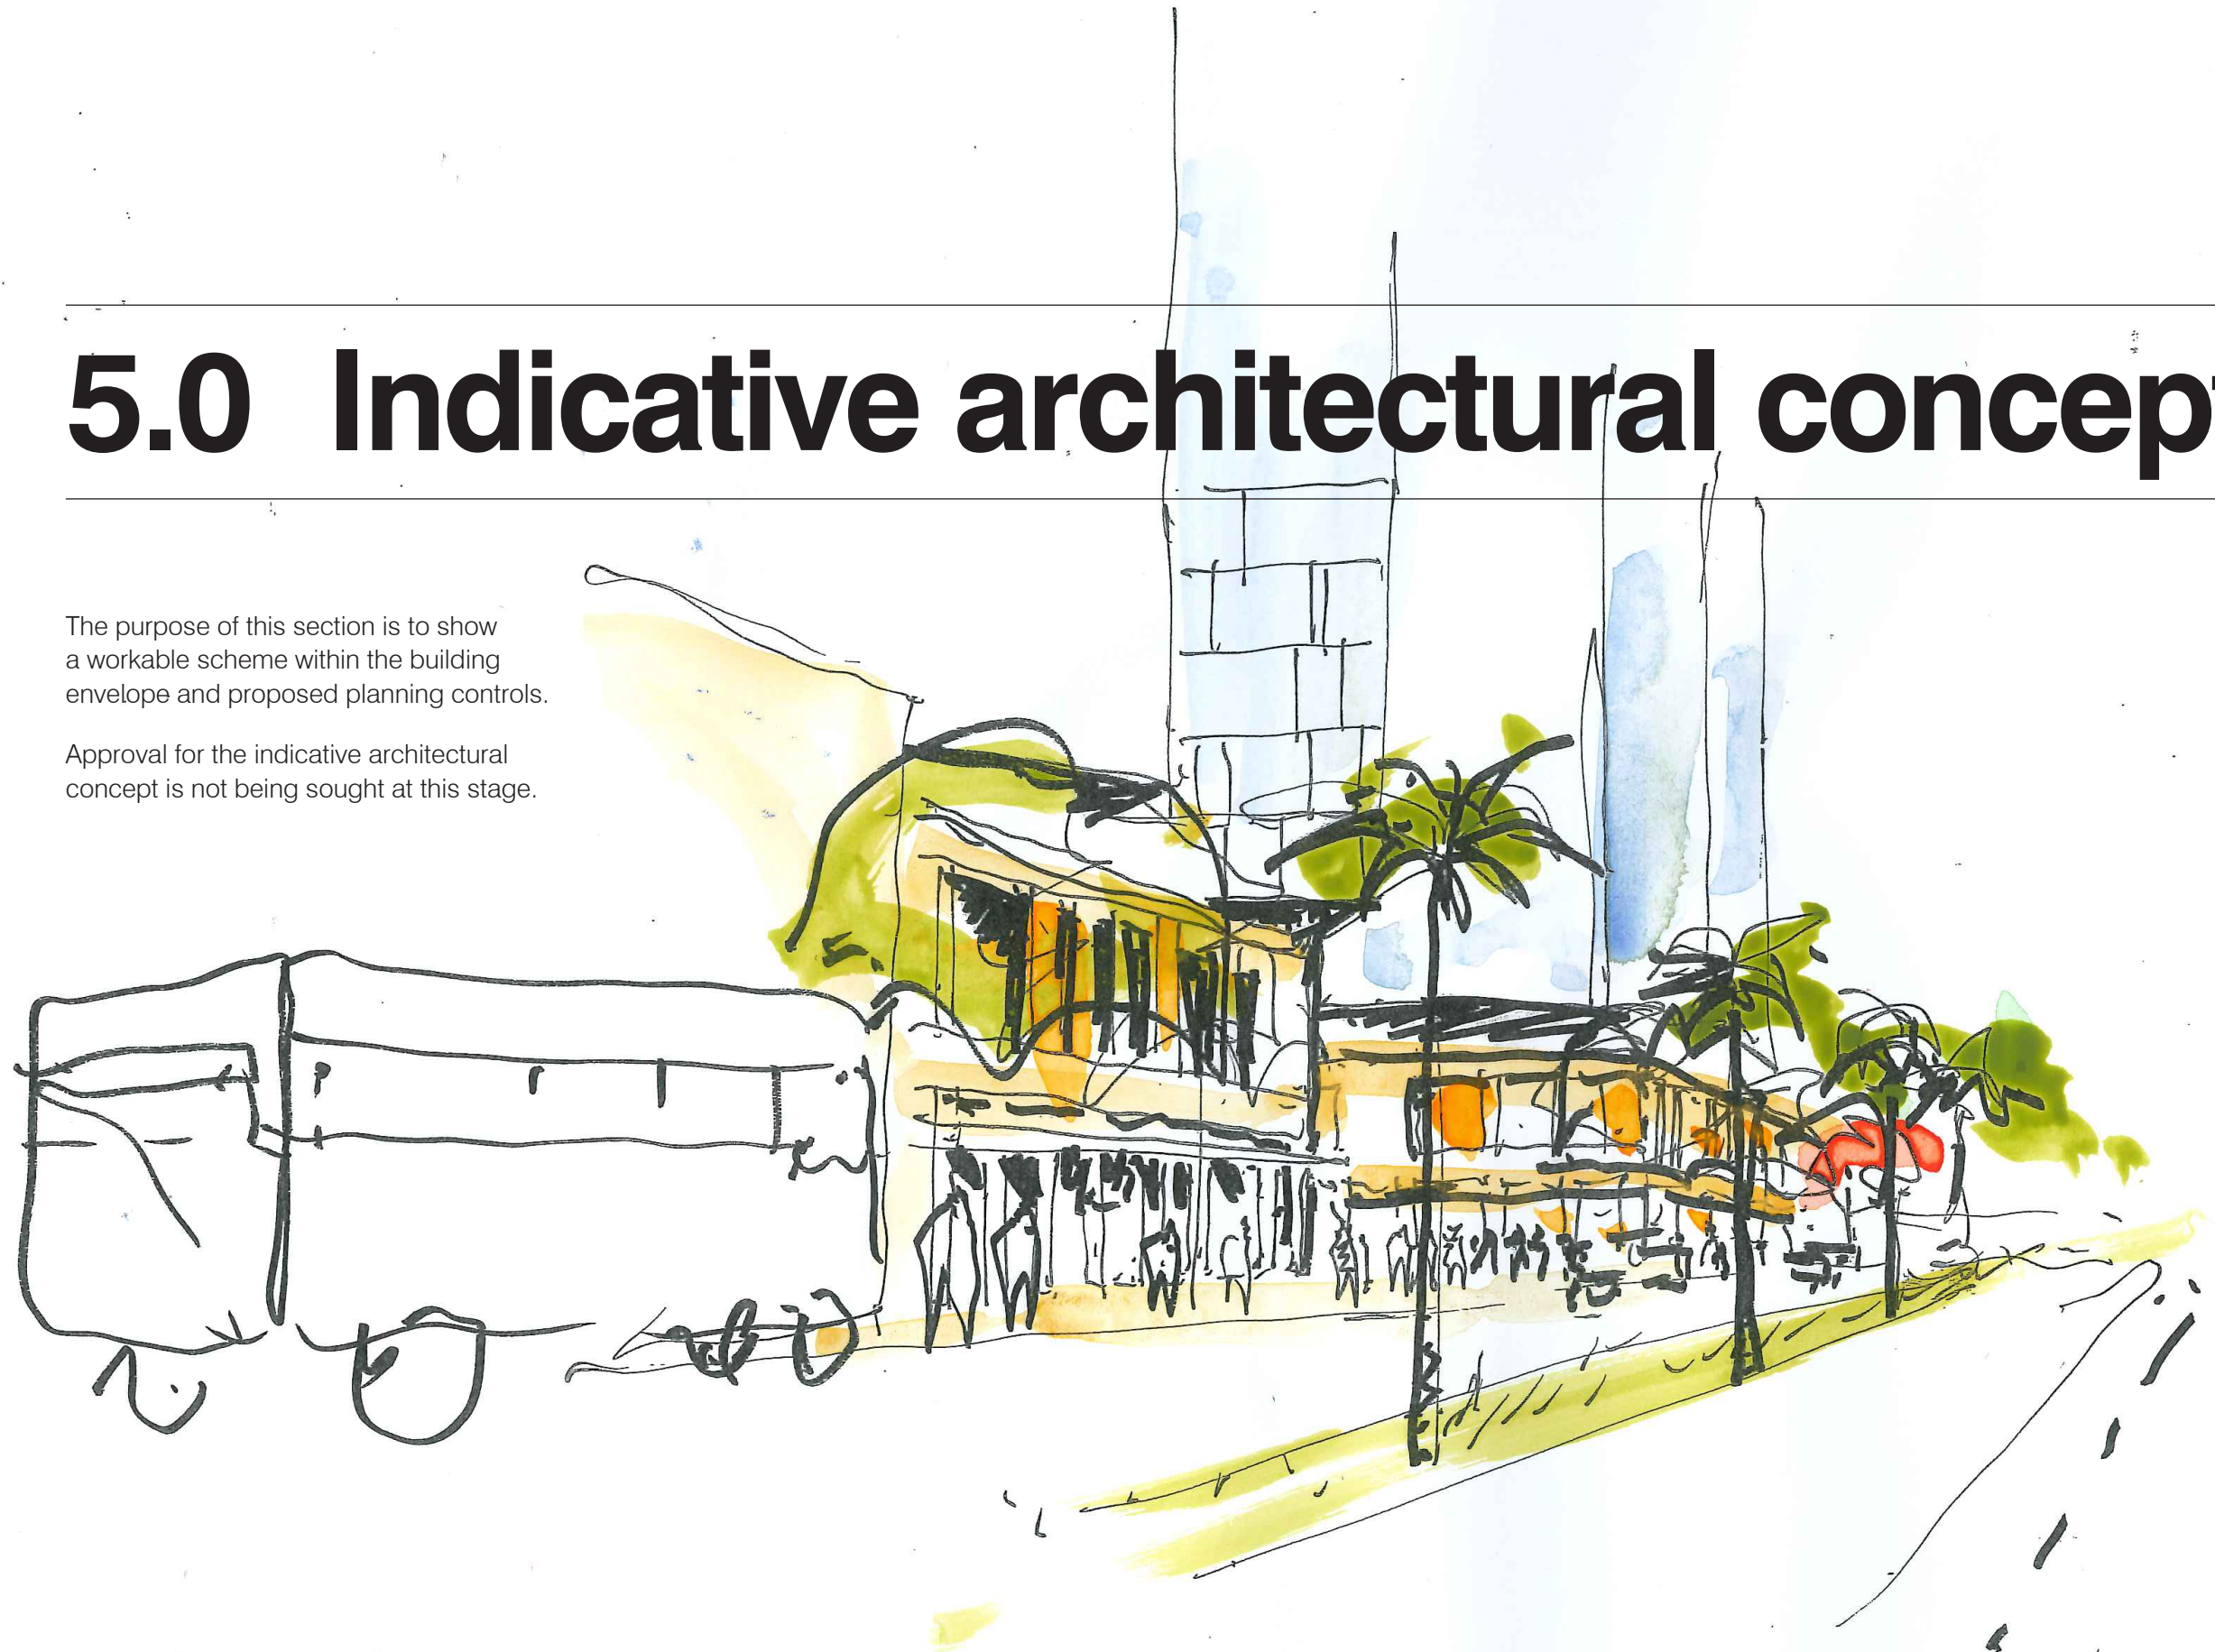 5.0 Indicative architectural concept
The purpose of this section is to show
a workable scheme within the building
envelope and proposed planning controls.
Approval for the indicative architectural
concept is not being sought at this stage.